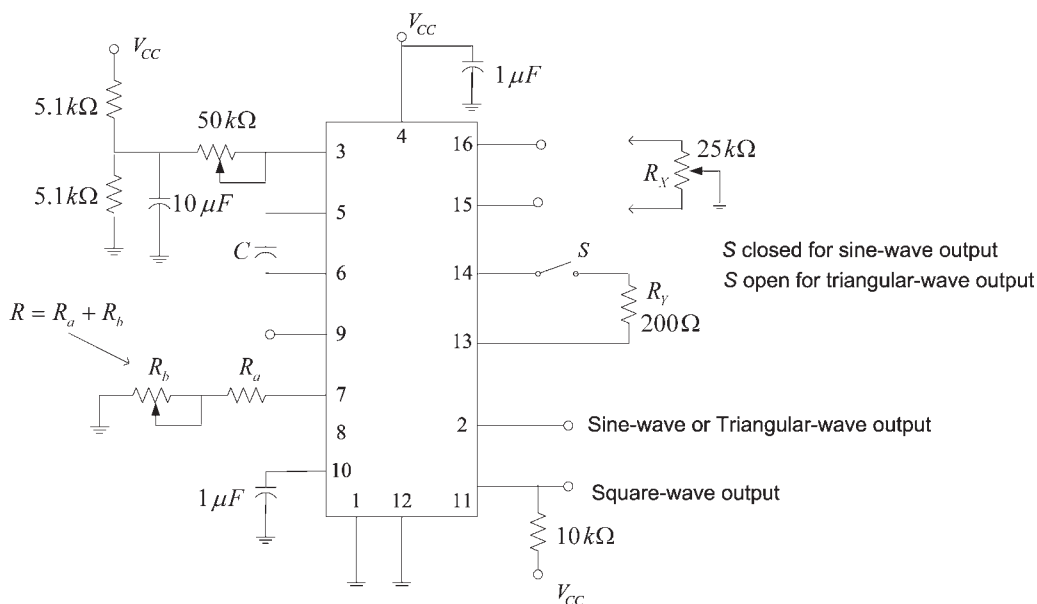 V_CC
V_CC
1 μF
5.1kΩ
50kΩ
5.1kΩ
10 μF
C
R = R_a + R_b
R_b
R_a
1 μF
3
4
16
5
15
6
14
9
13
7
8
2
10
1
12
11
25kΩ
R_X
S
S closed for sine-wave output
S open for triangular-wave output
R_Y
200Ω
Sine-wave or Triangular-wave output
Square-wave output
10kΩ
V_CC